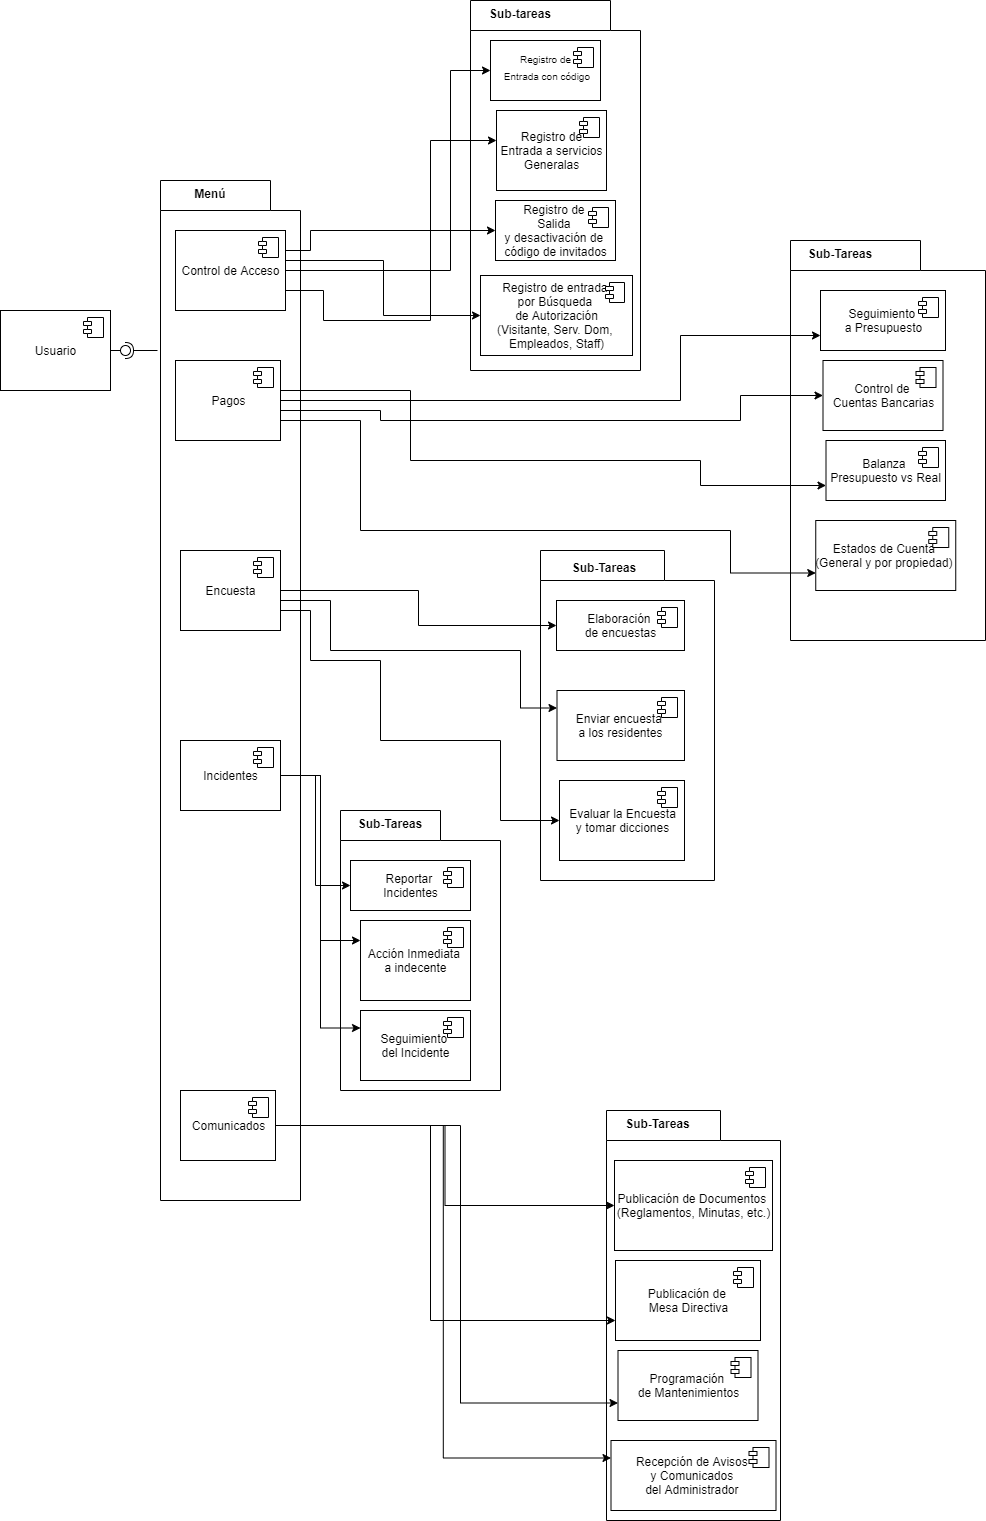 Sub-tareas
Registro de
Entrada con código
Registro de
Entrada a servicios
Generalas
Registro de
Salida
y desactivación de
código de invitados
Registro de entrada
por Búsqueda
de Autorización
(Visitante, Serv. Dom,
Empleados, Staff)
Menú
Control de Acceso
Usuario
Pagos
Encuesta
Incidentes
Comunicados
Sub-Tareas
Seguimiento
a Presupuesto
Control de
Cuentas Bancarias
Balanza
Presupuesto vs Real
Estados de Cuenta
(General y por propiedad)
Sub-Tareas
Elaboración
de encuestas
Enviar encuesta
a los residentes
Evaluar la Encuesta
y tomar dicciones
Sub-Tareas
Reportar
Incidentes
Acción Inmediata
a indecente
Seguimiento
del Incidente
Sub-Tareas
Publicación de Documentos
(Reglamentos, Minutas, etc.)
Publicación de
Mesa Directiva
Programación
de Mantenimientos
Recepción de Avisos
y Comunicados
del Administrador